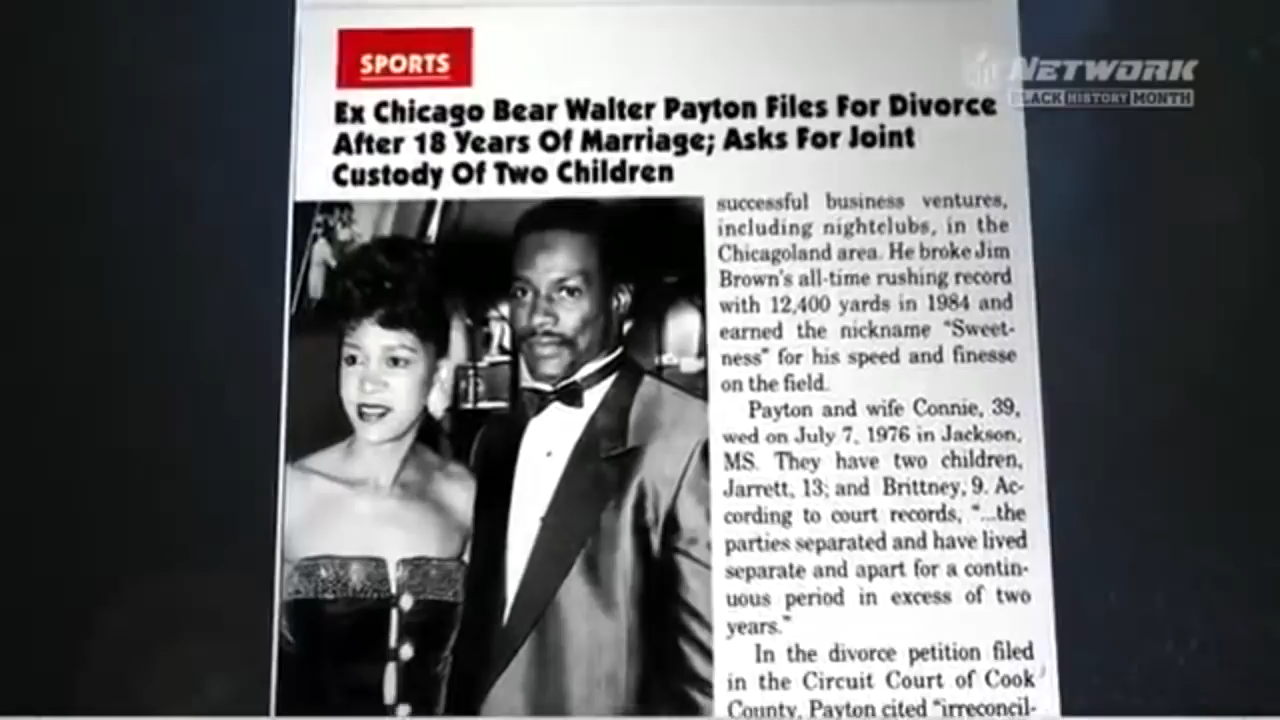 SPORTS
NFL NETWORK
BLACK HISTORY MONTH
Ex Chicago Bear Walter Payton Files For Divorce
After 18 Years Of Marriage; Asks For Joint
Custody Of Two Children
successful business ventures,
including nightclubs, in the
Chicagoland area. He broke Jim
Brown's all-time rushing record
with 12,400 yards in 1984 and
earned the nickname "Sweet-
ness" for his speed and finesse
on the field.
Payton and wife Connie, 39,
wed on July 7, 1976 in Jackson,
MS. They have two children,
Jarrett, 13; and Brittney, 9. Ac-
cording to court records, "...the
parties separated and have lived
separate and apart for a contin-
uous period in excess of two
years."
In the divorce petition filed
in the Circuit Court of Cook
County, Payton cited "irreconcil-